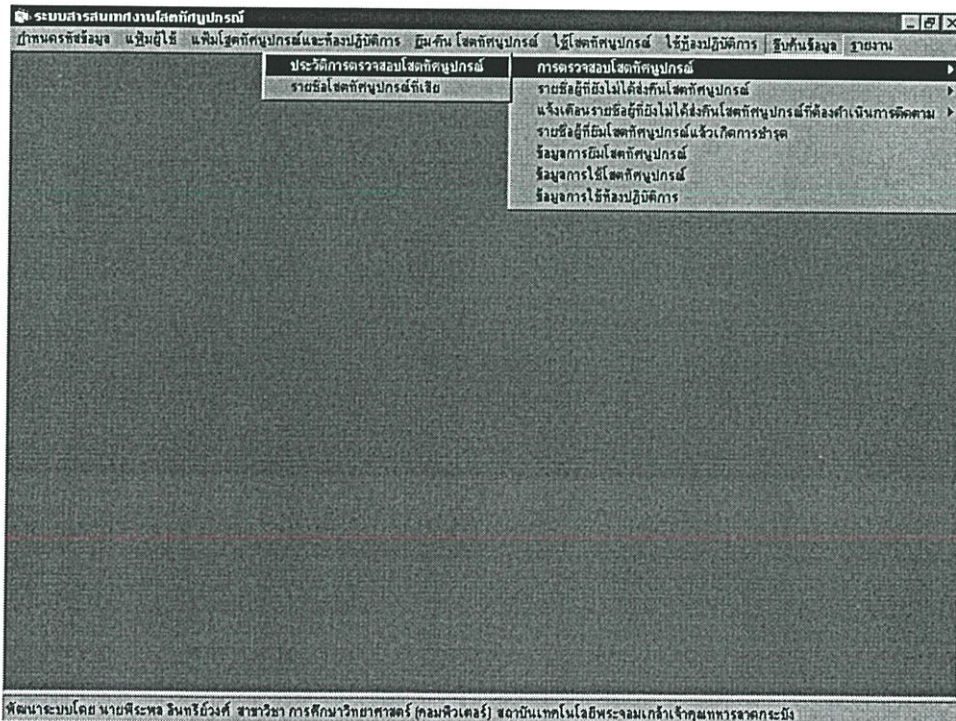 ระบบสารสนเทศงานโสตทัศนูปกรณ์
กำหนดรหัสข้อมูล แฟ้มผู้ใช้ แฟ้มโสตทัศนูปกรณ์และห้องปฏิบัติการ ยืม-คืน โสตทัศนูปกรณ์ ใช้โสตทัศนูปกรณ์ ใช้ห้องปฏิบัติการ สืบค้นข้อมูล รายงาน
ประวัติการตรวจสอบโสตทัศนูปกรณ์
รายชื่อโสตทัศนูปกรณ์ที่เสีย
การตรวจสอบโสตทัศนูปกรณ์
รายชื่อผู้ที่ยังไม่ได้ส่งคืนโสตทัศนูปกรณ์
แจ้งเตือนรายชื่อผู้ที่ยังไม่ได้ส่งคืนโสตทัศนูปกรณ์ที่ต้องดำเนินการติดตาม
รายชื่อผู้ที่ยืมโสตทัศนูปกรณ์แล้วเกิดการชำรุด
ข้อมูลการยืมโสตทัศนูปกรณ์
ข้อมูลการใช้โสตทัศนูปกรณ์
ข้อมูลการใช้ห้องปฏิบัติการ
พัฒนาระบบโดย นายพีระพล อินทรีย์วงศ์ สาขาวิชา การศึกษาวิทยาศาสตร์ (คอมพิวเตอร์) สถาบันเทคโนโลยีพระจอมเกล้าเจ้าคุณทหารลาดกระบัง